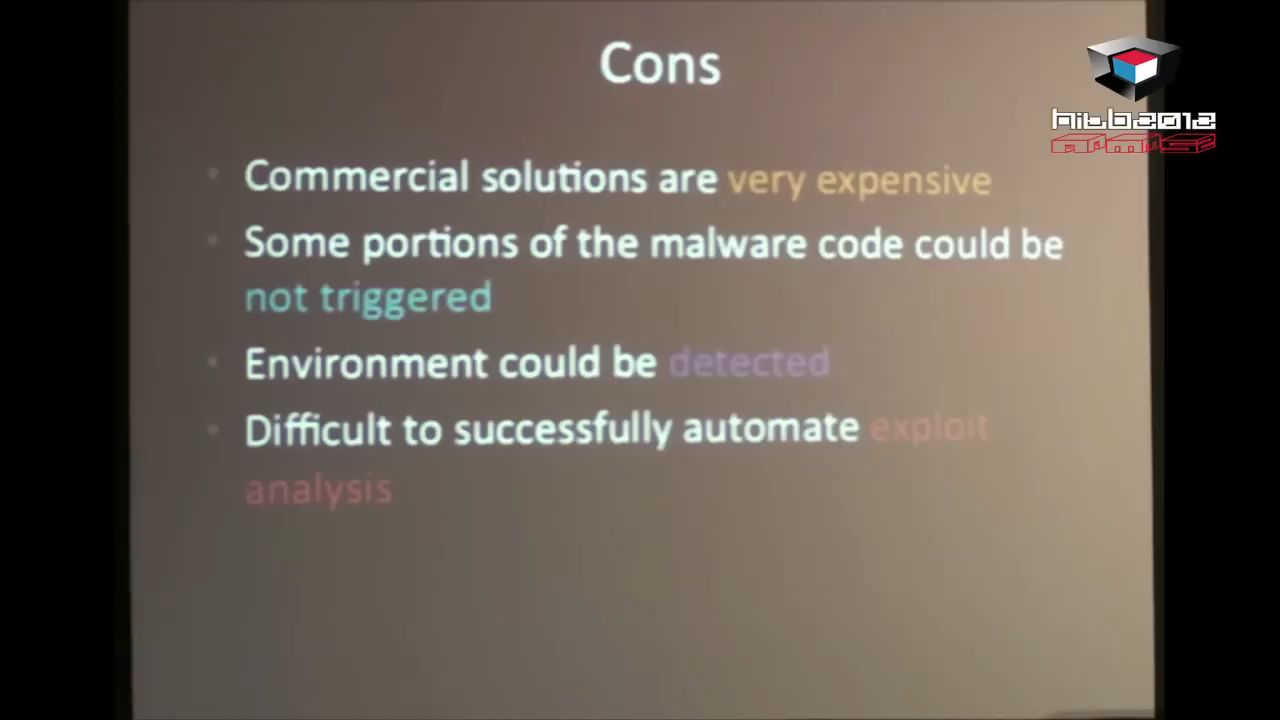 Cons
hitb2012
amsz
• Commercial solutions are very expensive
• Some portions of the malware code could be
not triggered
• Environment could be detected
• Difficult to successfully automate exploit
analysis